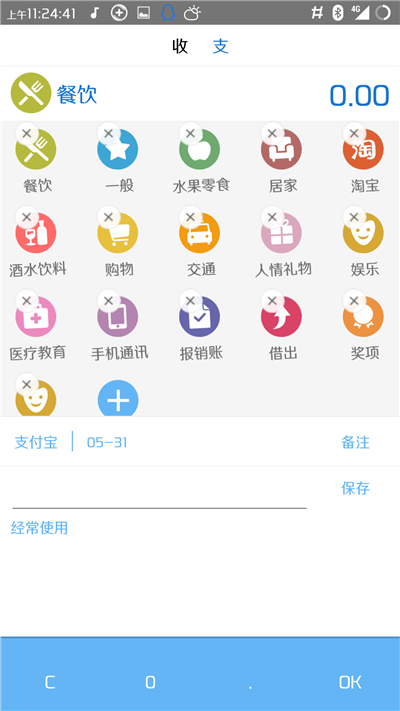 上午11:24:41 4G
收 支
餐饮 0.00
餐饮 一般 水果零食 居家 淘宝
淘
酒水饮料 购物 交通 人情礼物 娱乐
医疗教育 手机通讯 报销账 借出 奖项
支付宝 05-31 备注
保存
经常使用
C 0 . OK